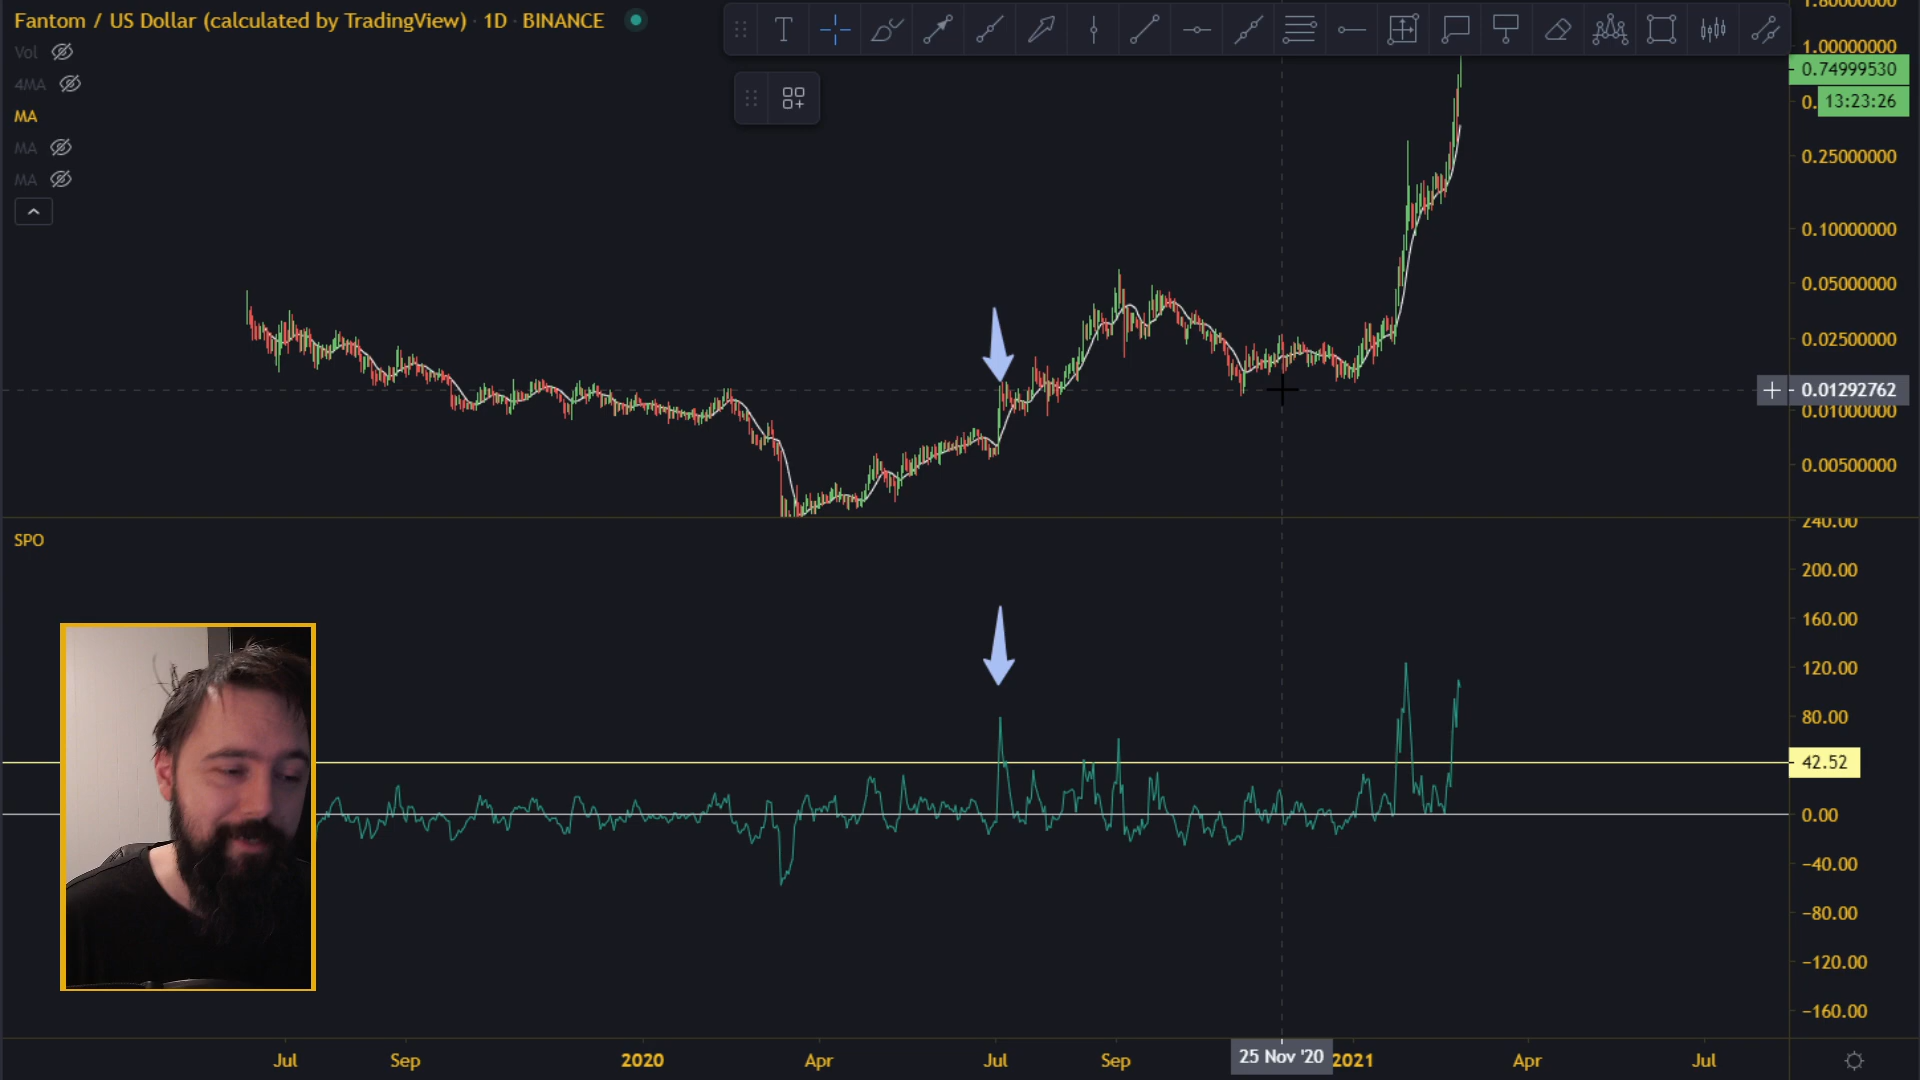 Fantom / US Dollar (calculated by TradingView) · 1D · BINANCE
Vol
4MA
MA
MA
MA
T
1.00000000
0.74999530
0. 13:23:26
0.25000000
0.10000000
0.05000000
0.02500000
0.01292762
0.01000000
0.00500000
SPO
240.00
200.00
160.00
120.00
80.00
42.52
0.00
−40.00
−80.00
−120.00
−160.00
Jul Sep 2020 Apr Jul Sep 25 Nov '20 2021 Apr Jul